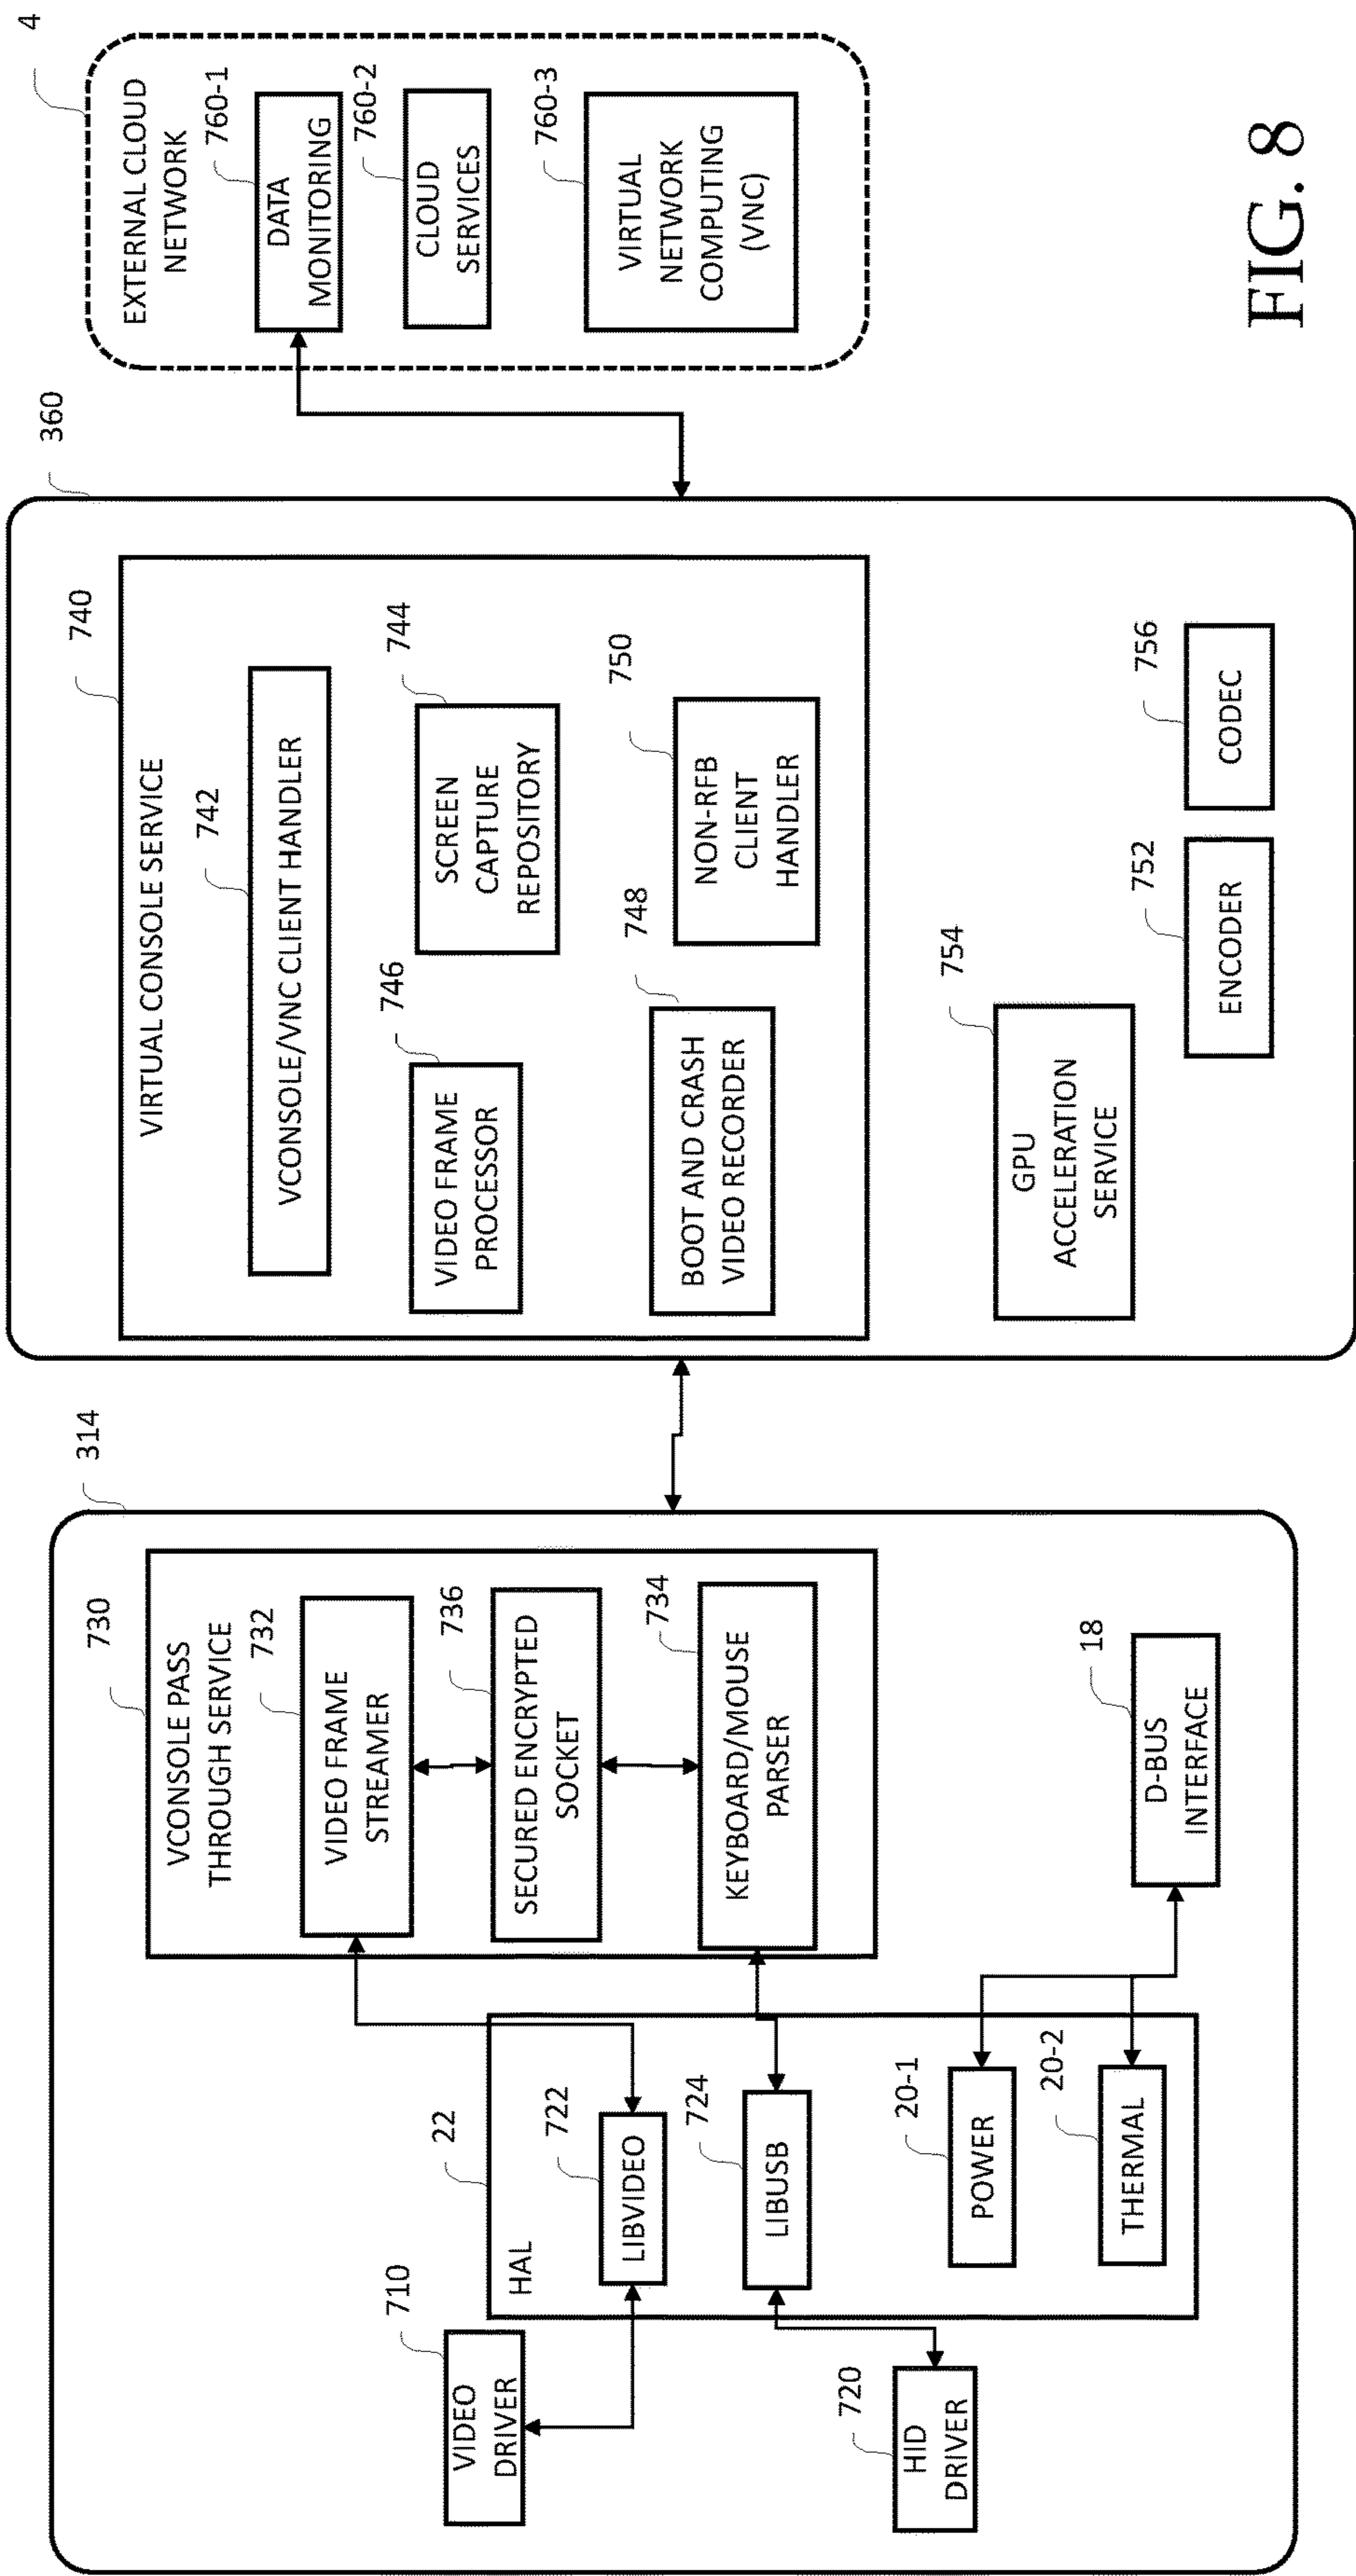 314
VIDEO
DRIVER
710
HID
DRIVER
720
HAL
22
LIBVIDEO
722
LIBUSB
724
POWER
20-1
THERMAL
20-2
VCONSOLE PASS
THROUGH SERVICE
730
VIDEO FRAME
STREAMER
732
SECURED ENCRYPTED
SOCKET
736
KEYBOARD/MOUSE
PARSER
734
D-BUS
INTERFACE
18
360
VIRTUAL CONSOLE SERVICE
740
VCONSOLE/VNC CLIENT HANDLER
742
VIDEO FRAME
PROCESSOR
746
SCREEN
CAPTURE
REPOSITORY
744
BOOT AND CRASH
VIDEO RECORDER
748
NON-RFB
CLIENT
HANDLER
750
GPU
ACCELERATION
SERVICE
754
ENCODER
752
CODEC
756
EXTERNAL CLOUD
NETWORK
4
DATA
MONITORING
760-1
CLOUD
SERVICES
760-2
VIRTUAL
NETWORK
COMPUTING
(VNC)
760-3
FIG. 8